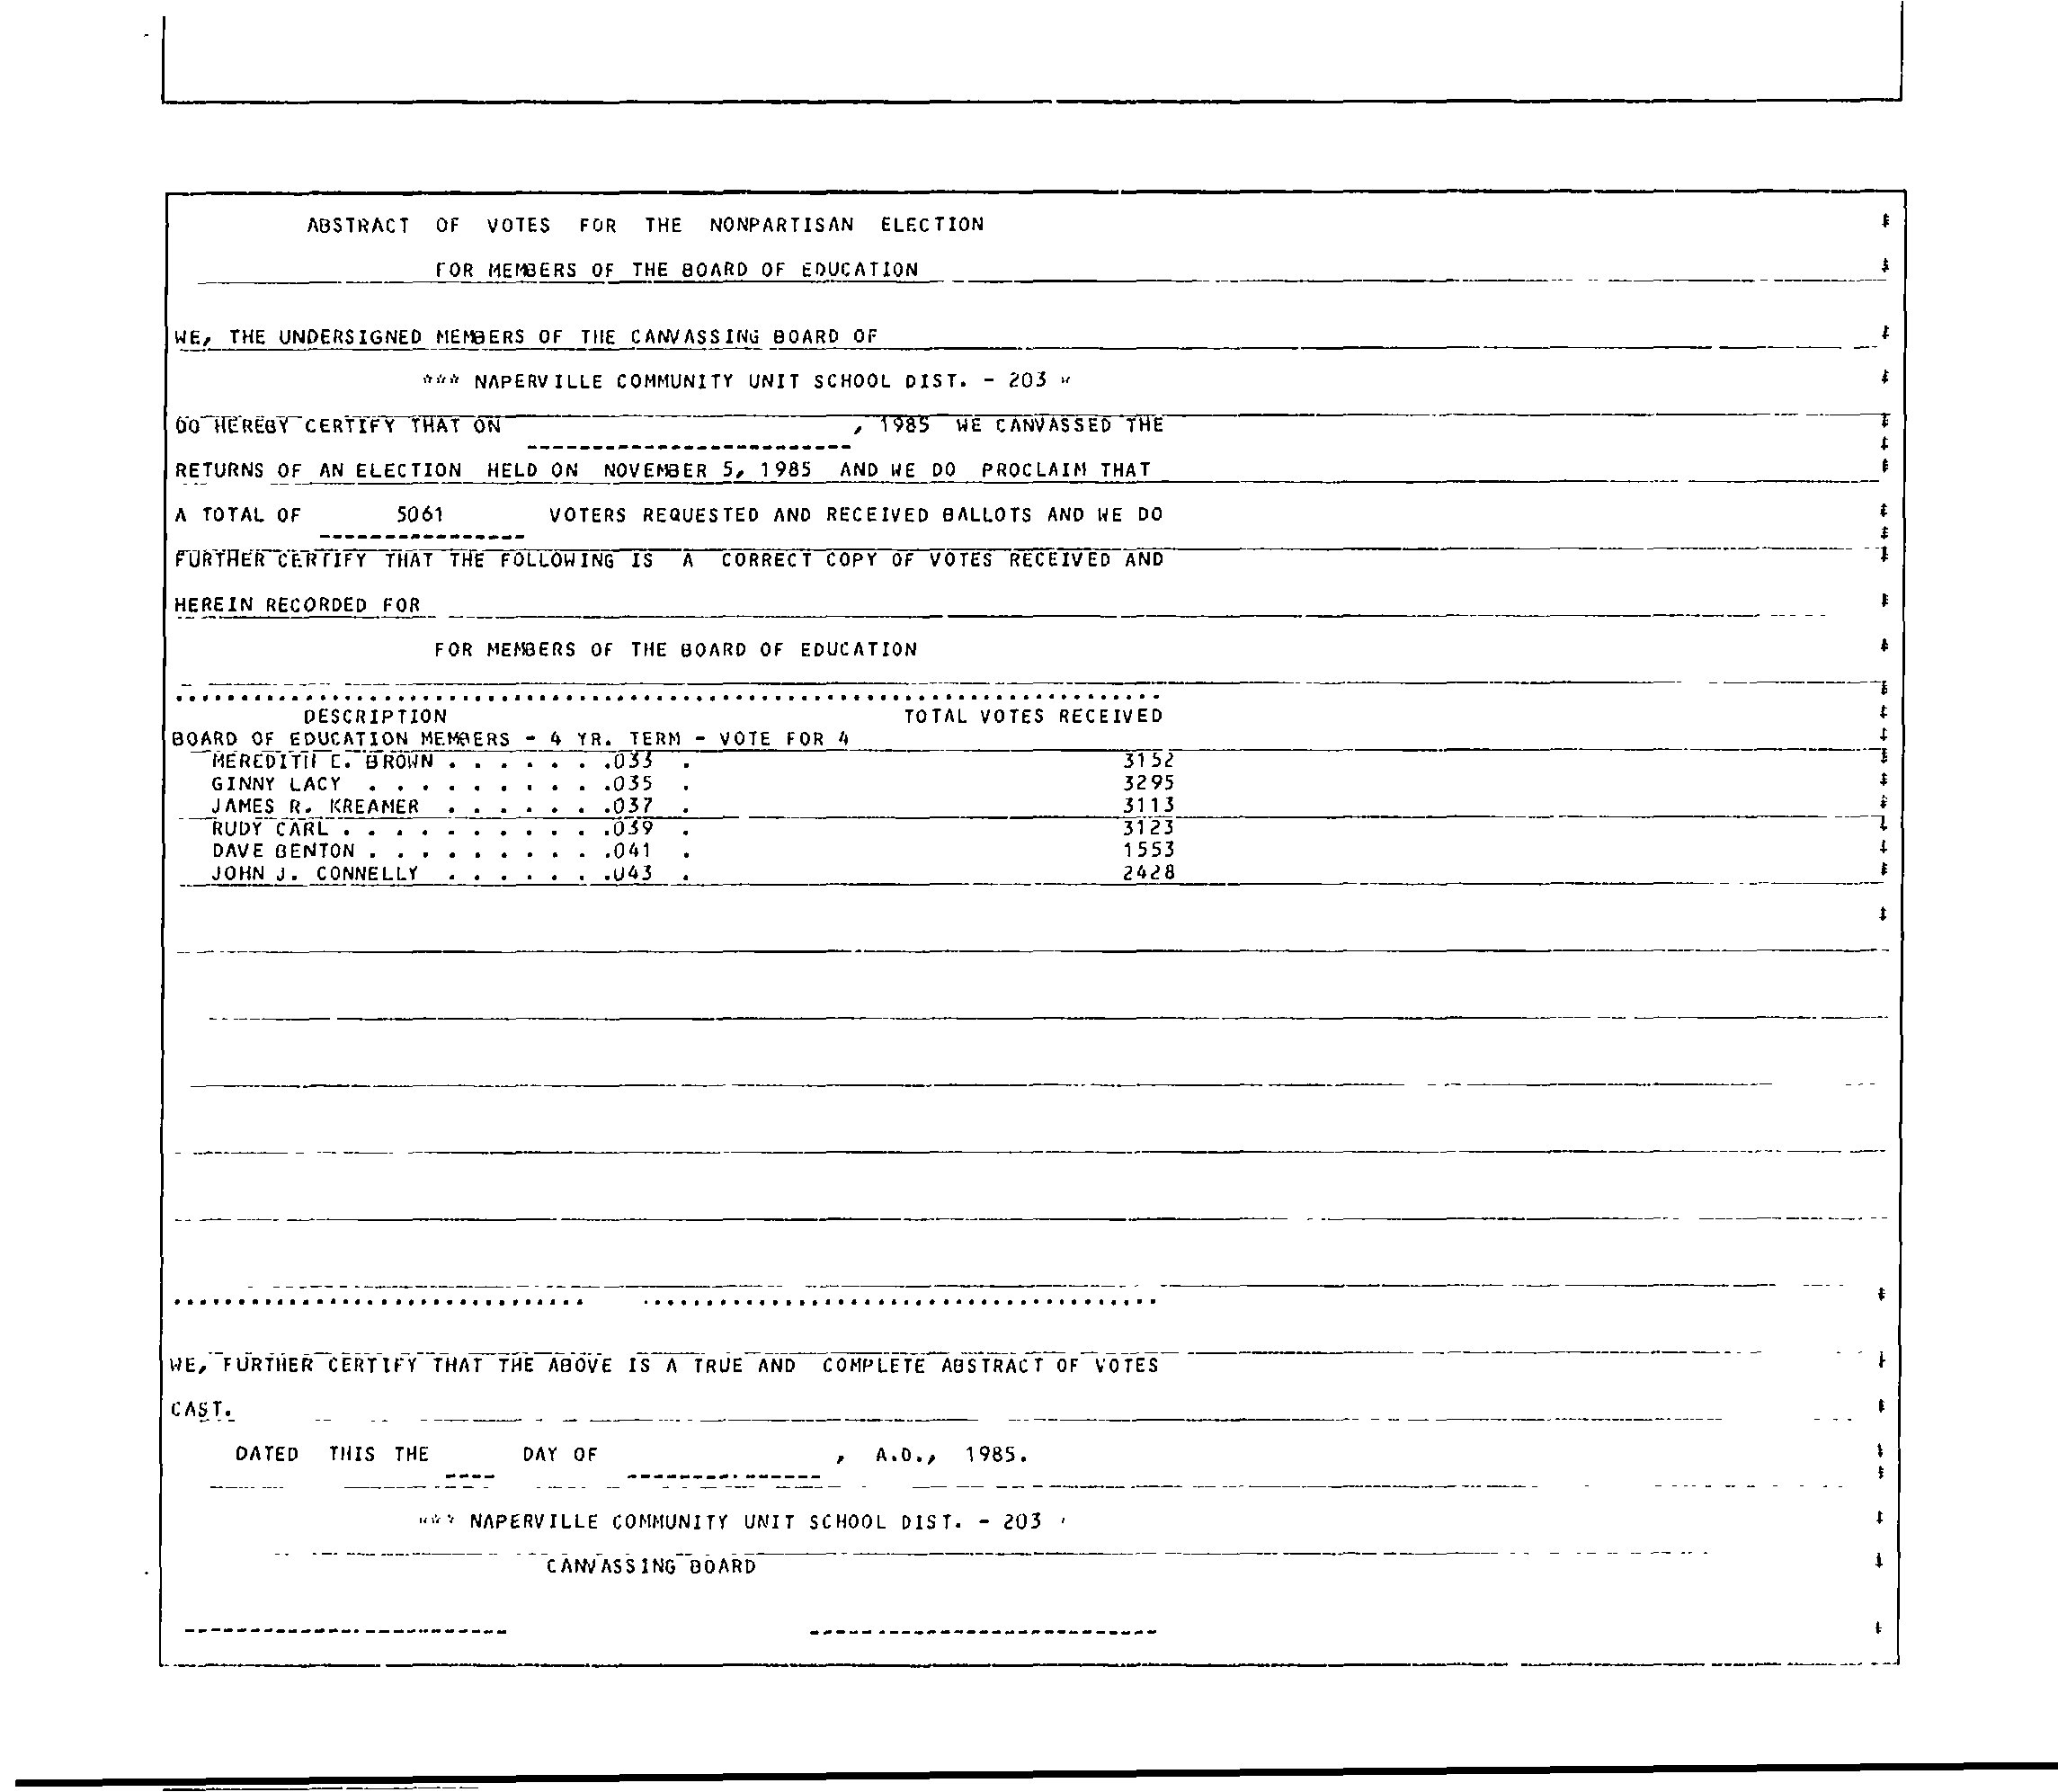 ABSTRACT OF VOTES FOR THE NONPARTISAN ELECTION
FOR MEMBERS OF THE BOARD OF EDUCATION
WE, THE UNDERSIGNED MEMBERS OF THE CANVASSING BOARD OF
*** NAPERVILLE COMMUNITY UNIT SCHOOL DIST. - 203 *
DO HEREBY CERTIFY THAT ON , 1985 WE CANVASSED THE
RETURNS OF AN ELECTION HELD ON NOVEMBER 5, 1985 AND WE DO PROCLAIM THAT
A TOTAL OF 5061 VOTERS REQUESTED AND RECEIVED BALLOTS AND WE DO
FURTHER CERTIFY THAT THE FOLLOWING IS A CORRECT COPY OF VOTES RECEIVED AND
HEREIN RECORDED FOR
FOR MEMBERS OF THE BOARD OF EDUCATION
DESCRIPTION TOTAL VOTES RECEIVED
BOARD OF EDUCATION MEMBERS - 4 YR. TERM - VOTE FOR 4
MEREDITH E. BROWN . . . . . . .033 . 3152
GINNY LACY . . . . . . . . . .035 . 3295
JAMES R. KREAMER . . . . . . .037 . 3113
RUDY CARL . . . . . . . . . . .039 . 3123
DAVE BENTON . . . . . . . . . .041 . 1553
JOHN J. CONNELLY . . . . . . .043 . 2428
WE, FURTHER CERTIFY THAT THE ABOVE IS A TRUE AND COMPLETE ABSTRACT OF VOTES
CAST.
DATED THIS THE DAY OF , A.D., 1985.
*** NAPERVILLE COMMUNITY UNIT SCHOOL DIST. - 203 *
CANVASSING BOARD